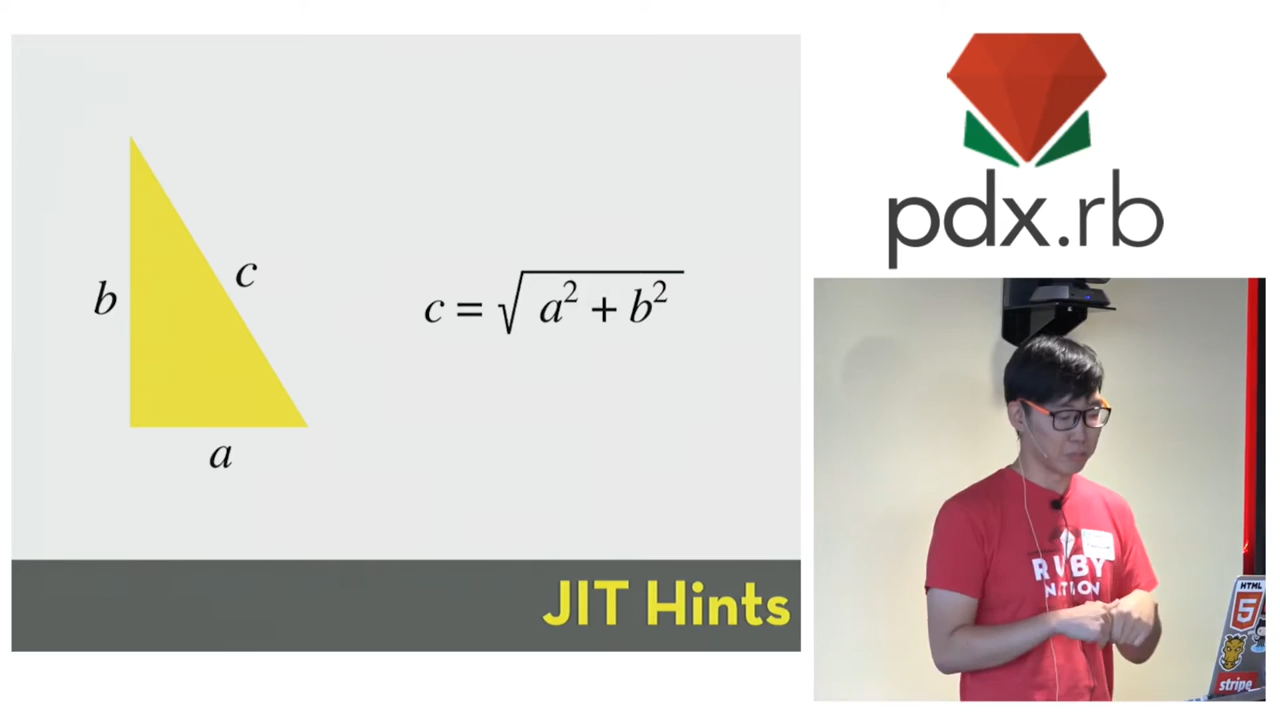 b
c
a
c = √a² + b²
JIT Hints
pdx.rb
RUBY
NATION
HTML
5
stripe